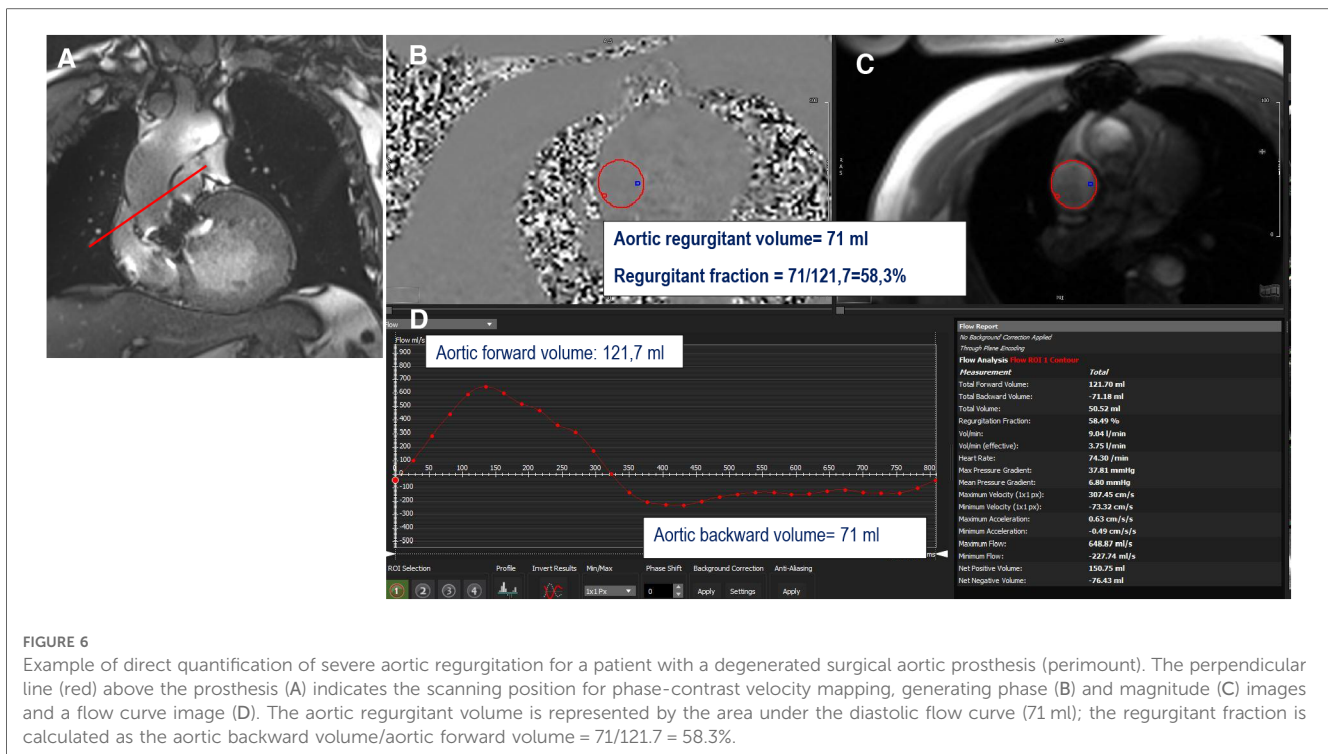 A
B
C
Aortic regurgitant volume= 71 ml
Regurgitant fraction = 71/121,7=58,3%
D
Flow
Flow ml/s
Aortic forward volume: 121,7 ml
900
800
700
600
500
400
300
200
100
0
-100
-200
-300
-400
-500
0 50 100 150 200 250 300 350 400 450 500 550 600 650 700 750 800
Aortic backward volume= 71 ml
ms
ROI Selection Profile Invert Results Min/Max Phase Shift Background Correction Anti-Aliasing
1 2 3 4 1x1 Px 0 Apply Settings Apply
Flow Report
No Background Correction Applied
Through Plane Encoding
Flow Analysis Flow ROI 1 Contour
Measurement Total
Total Forward Volume: 121.70 ml
Total Backward Volume: -71.18 ml
Total Volume: 50.52 ml
Regurgitation Fraction: 58.49 %
Vol/min: 9.04 l/min
Vol/min (effective): 3.75 l/min
Heart Rate: 74.30 /min
Max Pressure Gradient: 37.81 mmHg
Mean Pressure Gradient: 6.80 mmHg
Maximum Velocity (1x1 px): 307.45 cm/s
Minimum Velocity (1x1 px): -73.32 cm/s
Maximum Acceleration: 0.63 cm/s/s
Minimum Acceleration: -0.49 cm/s/s
Maximum Flow: 648.87 ml/s
Minimum Flow: -227.74 ml/s
Net Positive Volume: 150.75 ml
Net Negative Volume: -76.43 ml
FIGURE 6
Example of direct quantification of severe aortic regurgitation for a patient with a degenerated surgical aortic prosthesis (perimount). The perpendicular
line (red) above the prosthesis (A) indicates the scanning position for phase-contrast velocity mapping, generating phase (B) and magnitude (C) images
and a flow curve image (D). The aortic regurgitant volume is represented by the area under the diastolic flow curve (71 ml); the regurgitant fraction is
calculated as the aortic backward volume/aortic forward volume = 71/121.7 = 58.3%.